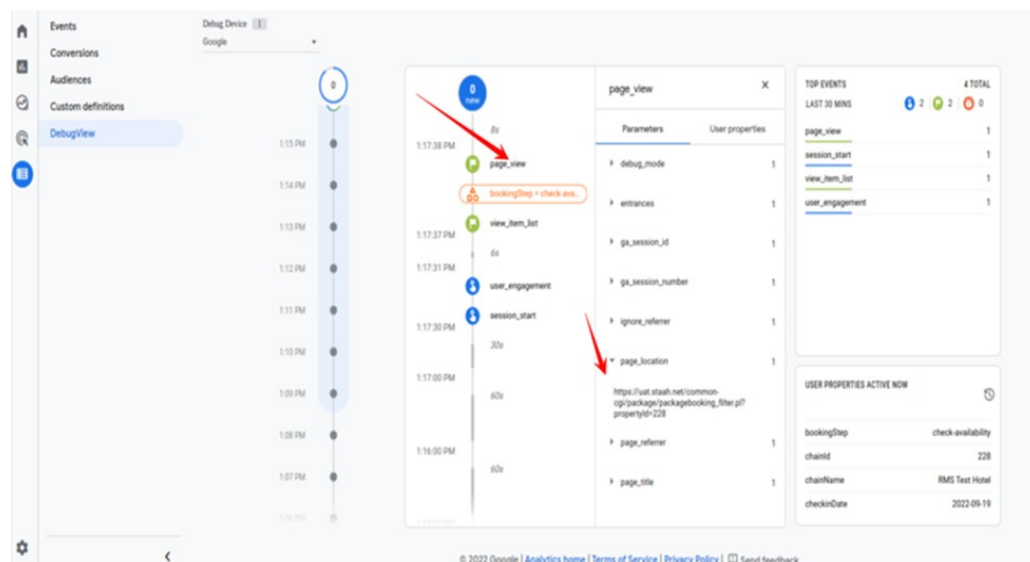 Events
Conversions
Audiences
Custom definitions
DebugView
Debug Device 1
Google
0
1:15 PM
1:14 PM
1:13 PM
1:12 PM
1:11 PM
1:10 PM
1:09 PM
1:08 PM
1:07 PM
1:06 PM
0
new
8s
1:17:38 PM
page_view
bookingStep = check-ava...
view_item_list
1:17:37 PM
6s
1:17:31 PM
user_engagement
session_start
1:17:30 PM
30s
1:17:00 PM
60s
1:16:00 PM
60s
page_view
Parameters User properties
debug_mode 1
entrances 1
ga_session_id 1
ga_session_number 1
ignore_referrer 1
page_location 1
https://uat.staah.net/common-
cgi/package/packagebooking_filter.pl?
propertyId=228
page_referrer 1
page_title 1
TOP EVENTS 4 TOTAL
LAST 30 MINS 2 2 0
page_view 1
session_start 1
view_item_list 1
user_engagement 1
USER PROPERTIES ACTIVE NOW
bookingStep check-availability
chainId 228
chainName RMS Test Hotel
checkinDate 2022-09-19
© 2022 Google | Analytics home | Terms of Service | Privacy Policy | Send feedback